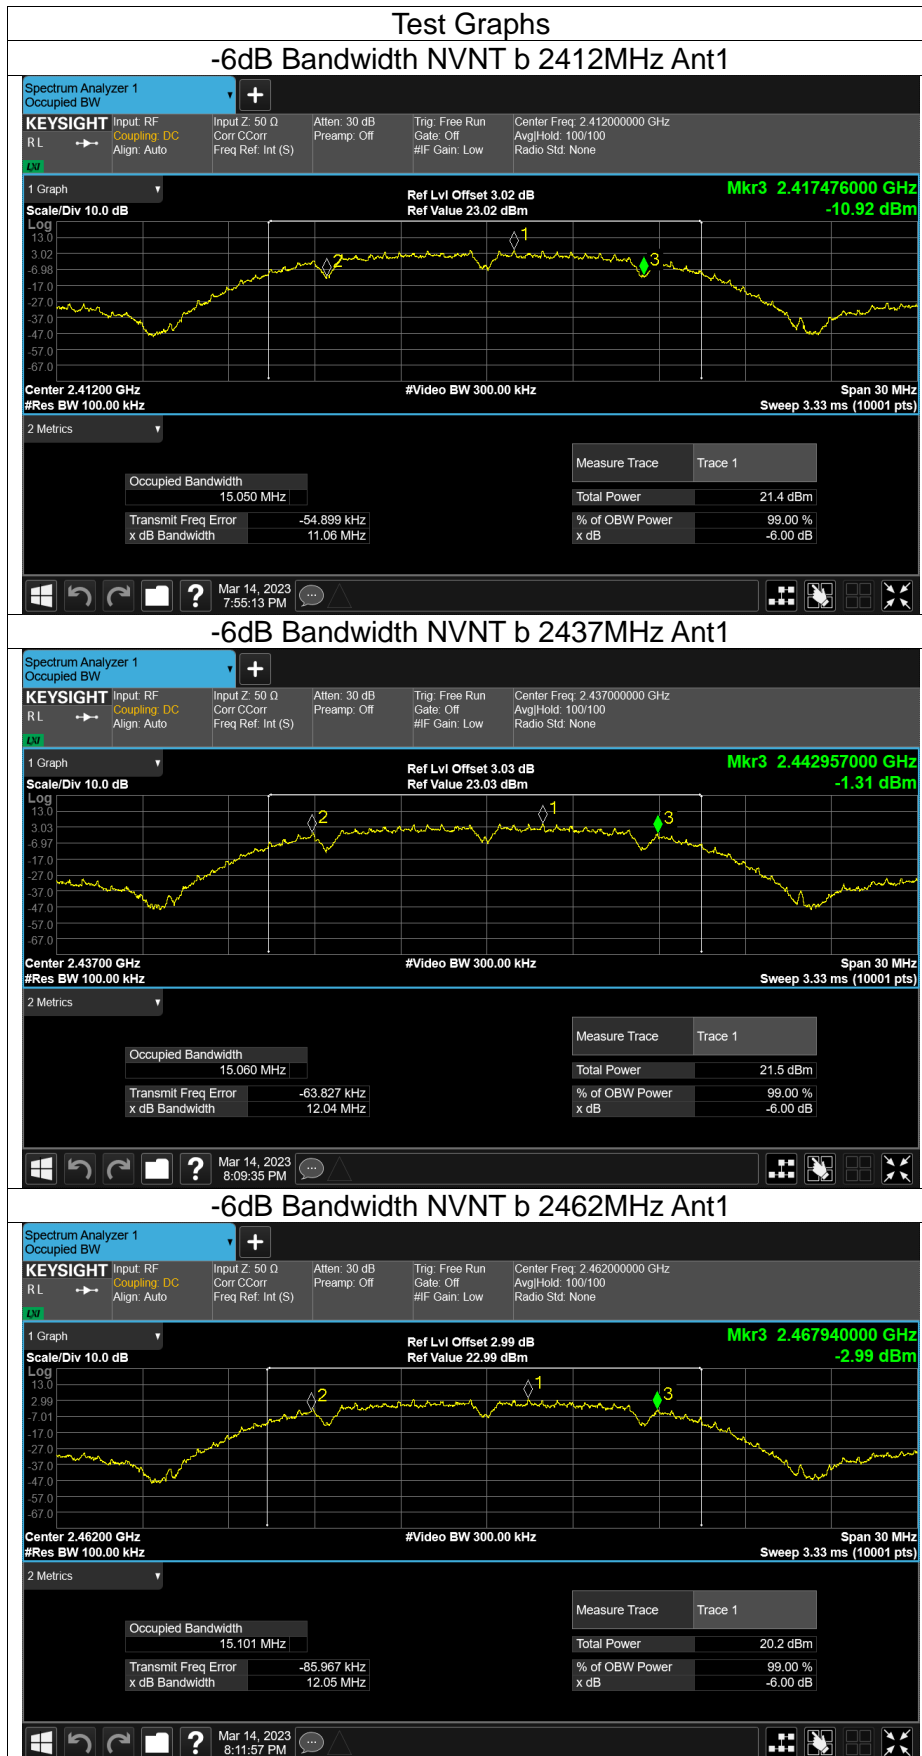 Test Graphs
-6dB Bandwidth NVNT b 2412MHz Ant1
Spectrum Analyzer 1
Occupied BW
KEYSIGHT Input: RF Input Z: 50 Ω Atten: 30 dB Trig: Free Run Center Freq: 2.412000000 GHz
RL Coupling: DC Corr CCorr Preamp: Off Gate: Off Avg|Hold: 100/100
Align: Auto Freq Ref: Int (S) #IF Gain: Low Radio Std: None
LXI
1 Graph Ref Lvl Offset 3.02 dB Mkr3 2.417476000 GHz
Scale/Div 10.0 dB Ref Value 23.02 dBm -10.92 dBm
Log
13.0 1
3.02 2 3
-6.98
-17.0
-27.0
-37.0
-47.0
-57.0
-67.0
Center 2.41200 GHz #Video BW 300.00 kHz Span 30 MHz
#Res BW 100.00 kHz Sweep 3.33 ms (10001 pts)
2 Metrics
Measure Trace Trace 1
Occupied Bandwidth
15.050 MHz Total Power 21.4 dBm
Transmit Freq Error -54.899 kHz % of OBW Power 99.00 %
x dB Bandwidth 11.06 MHz x dB -6.00 dB
? Mar 14, 2023
7:55:13 PM
-6dB Bandwidth NVNT b 2437MHz Ant1
Spectrum Analyzer 1
Occupied BW
KEYSIGHT Input: RF Input Z: 50 Ω Atten: 30 dB Trig: Free Run Center Freq: 2.437000000 GHz
RL Coupling: DC Corr CCorr Preamp: Off Gate: Off Avg|Hold: 100/100
Align: Auto Freq Ref: Int (S) #IF Gain: Low Radio Std: None
LXI
1 Graph Ref Lvl Offset 3.03 dB Mkr3 2.442957000 GHz
Scale/Div 10.0 dB Ref Value 23.03 dBm -1.31 dBm
Log
13.0 2 1 3
3.03
-6.97
-17.0
-27.0
-37.0
-47.0
-57.0
-67.0
Center 2.43700 GHz #Video BW 300.00 kHz Span 30 MHz
#Res BW 100.00 kHz Sweep 3.33 ms (10001 pts)
2 Metrics
Measure Trace Trace 1
Occupied Bandwidth
15.060 MHz Total Power 21.5 dBm
Transmit Freq Error -63.827 kHz % of OBW Power 99.00 %
x dB Bandwidth 12.04 MHz x dB -6.00 dB
? Mar 14, 2023
8:09:35 PM
-6dB Bandwidth NVNT b 2462MHz Ant1
Spectrum Analyzer 1
Occupied BW
KEYSIGHT Input: RF Input Z: 50 Ω Atten: 30 dB Trig: Free Run Center Freq: 2.462000000 GHz
RL Coupling: DC Corr CCorr Preamp: Off Gate: Off Avg|Hold: 100/100
Align: Auto Freq Ref: Int (S) #IF Gain: Low Radio Std: None
LXI
1 Graph Ref Lvl Offset 2.99 dB Mkr3 2.467940000 GHz
Scale/Div 10.0 dB Ref Value 22.99 dBm -2.99 dBm
Log
13.0 1
2.99 2 3
-7.01
-17.0
-27.0
-37.0
-47.0
-57.0
-67.0
Center 2.46200 GHz #Video BW 300.00 kHz Span 30 MHz
#Res BW 100.00 kHz Sweep 3.33 ms (10001 pts)
2 Metrics
Measure Trace Trace 1
Occupied Bandwidth
15.101 MHz Total Power 20.2 dBm
Transmit Freq Error -85.967 kHz % of OBW Power 99.00 %
x dB Bandwidth 12.05 MHz x dB -6.00 dB
? Mar 14, 2023
8:11:57 PM